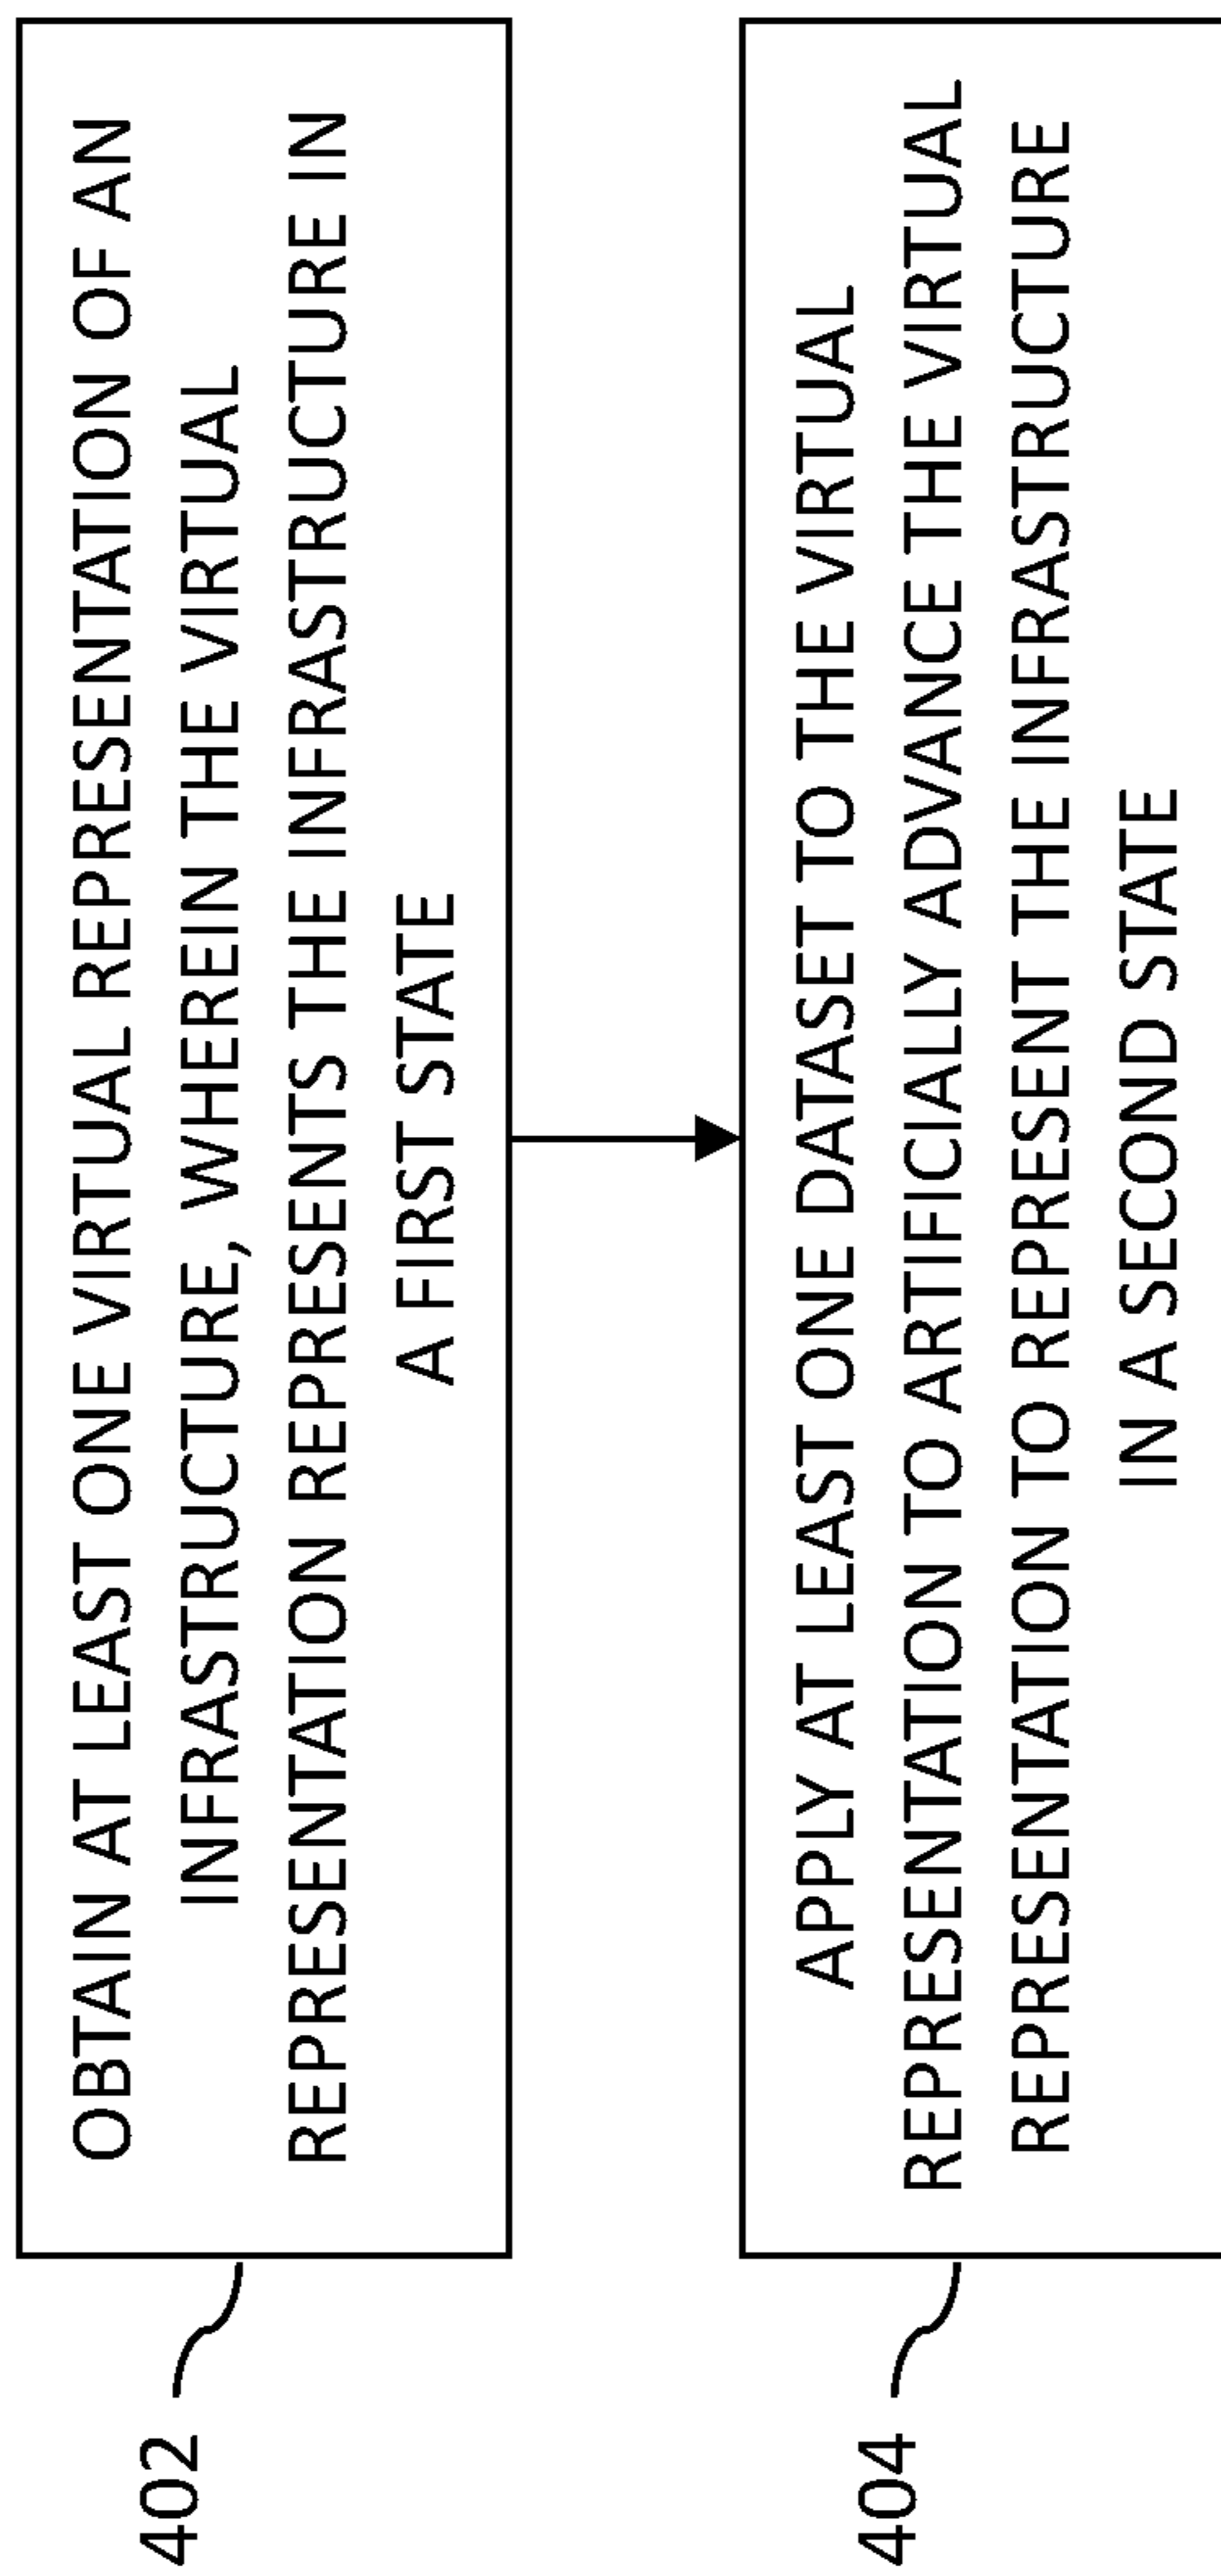 402
OBTAIN AT LEAST ONE VIRTUAL REPRESENTATION OF AN
INFRASTRUCTURE, WHEREIN THE VIRTUAL
REPRESENTATION REPRESENTS THE INFRASTRUCTURE IN
A FIRST STATE
404
APPLY AT LEAST ONE DATASET TO THE VIRTUAL
REPRESENTATION TO ARTIFICIALLY ADVANCE THE VIRTUAL
REPRESENTATION TO REPRESENT THE INFRASTRUCTURE
IN A SECOND STATE